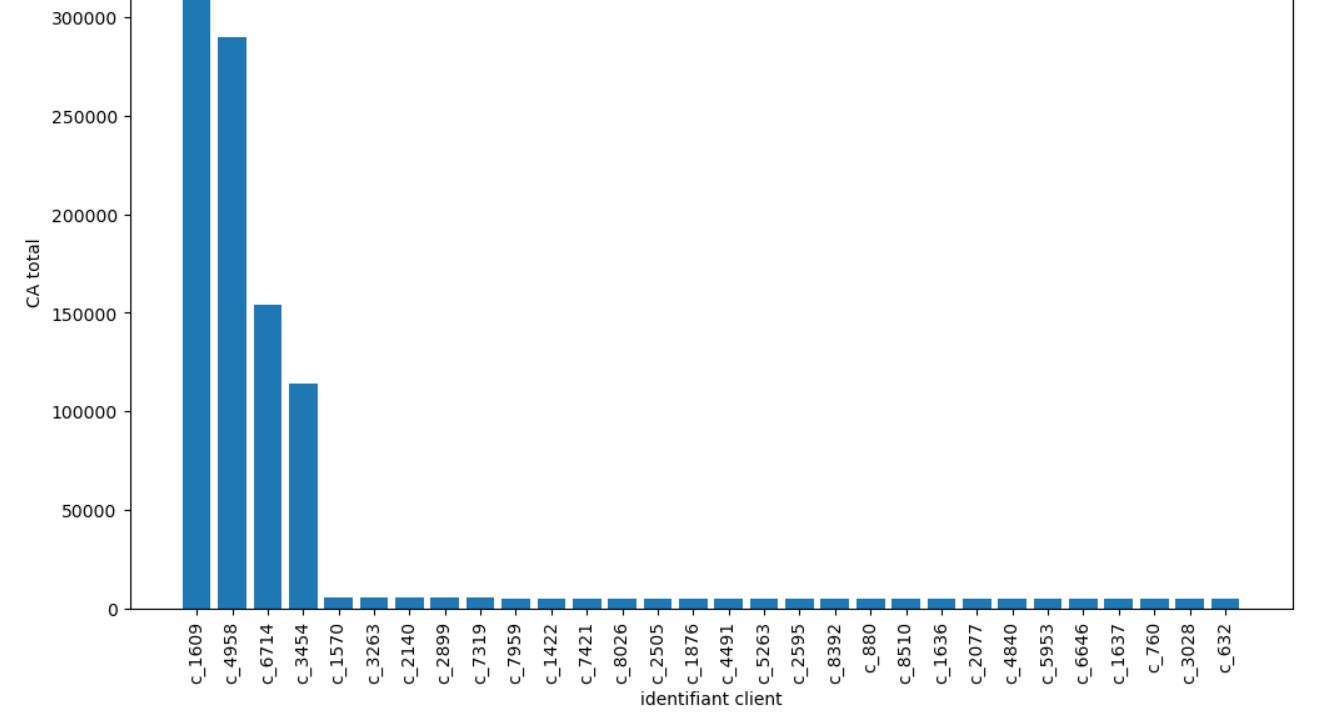 300000
250000
200000
150000
100000
50000
0
CA total
c_1609
c_4958
c_6714
c_3454
c_1570
c_3263
c_2140
c_2899
c_7319
c_7959
c_1422
c_7421
c_8026
c_2505
c_1876
c_4491
c_5263
c_2595
c_8392
c_880
c_8510
c_1636
c_2077
c_4840
c_5953
c_6646
c_1637
c_760
c_3028
c_632
identifiant client